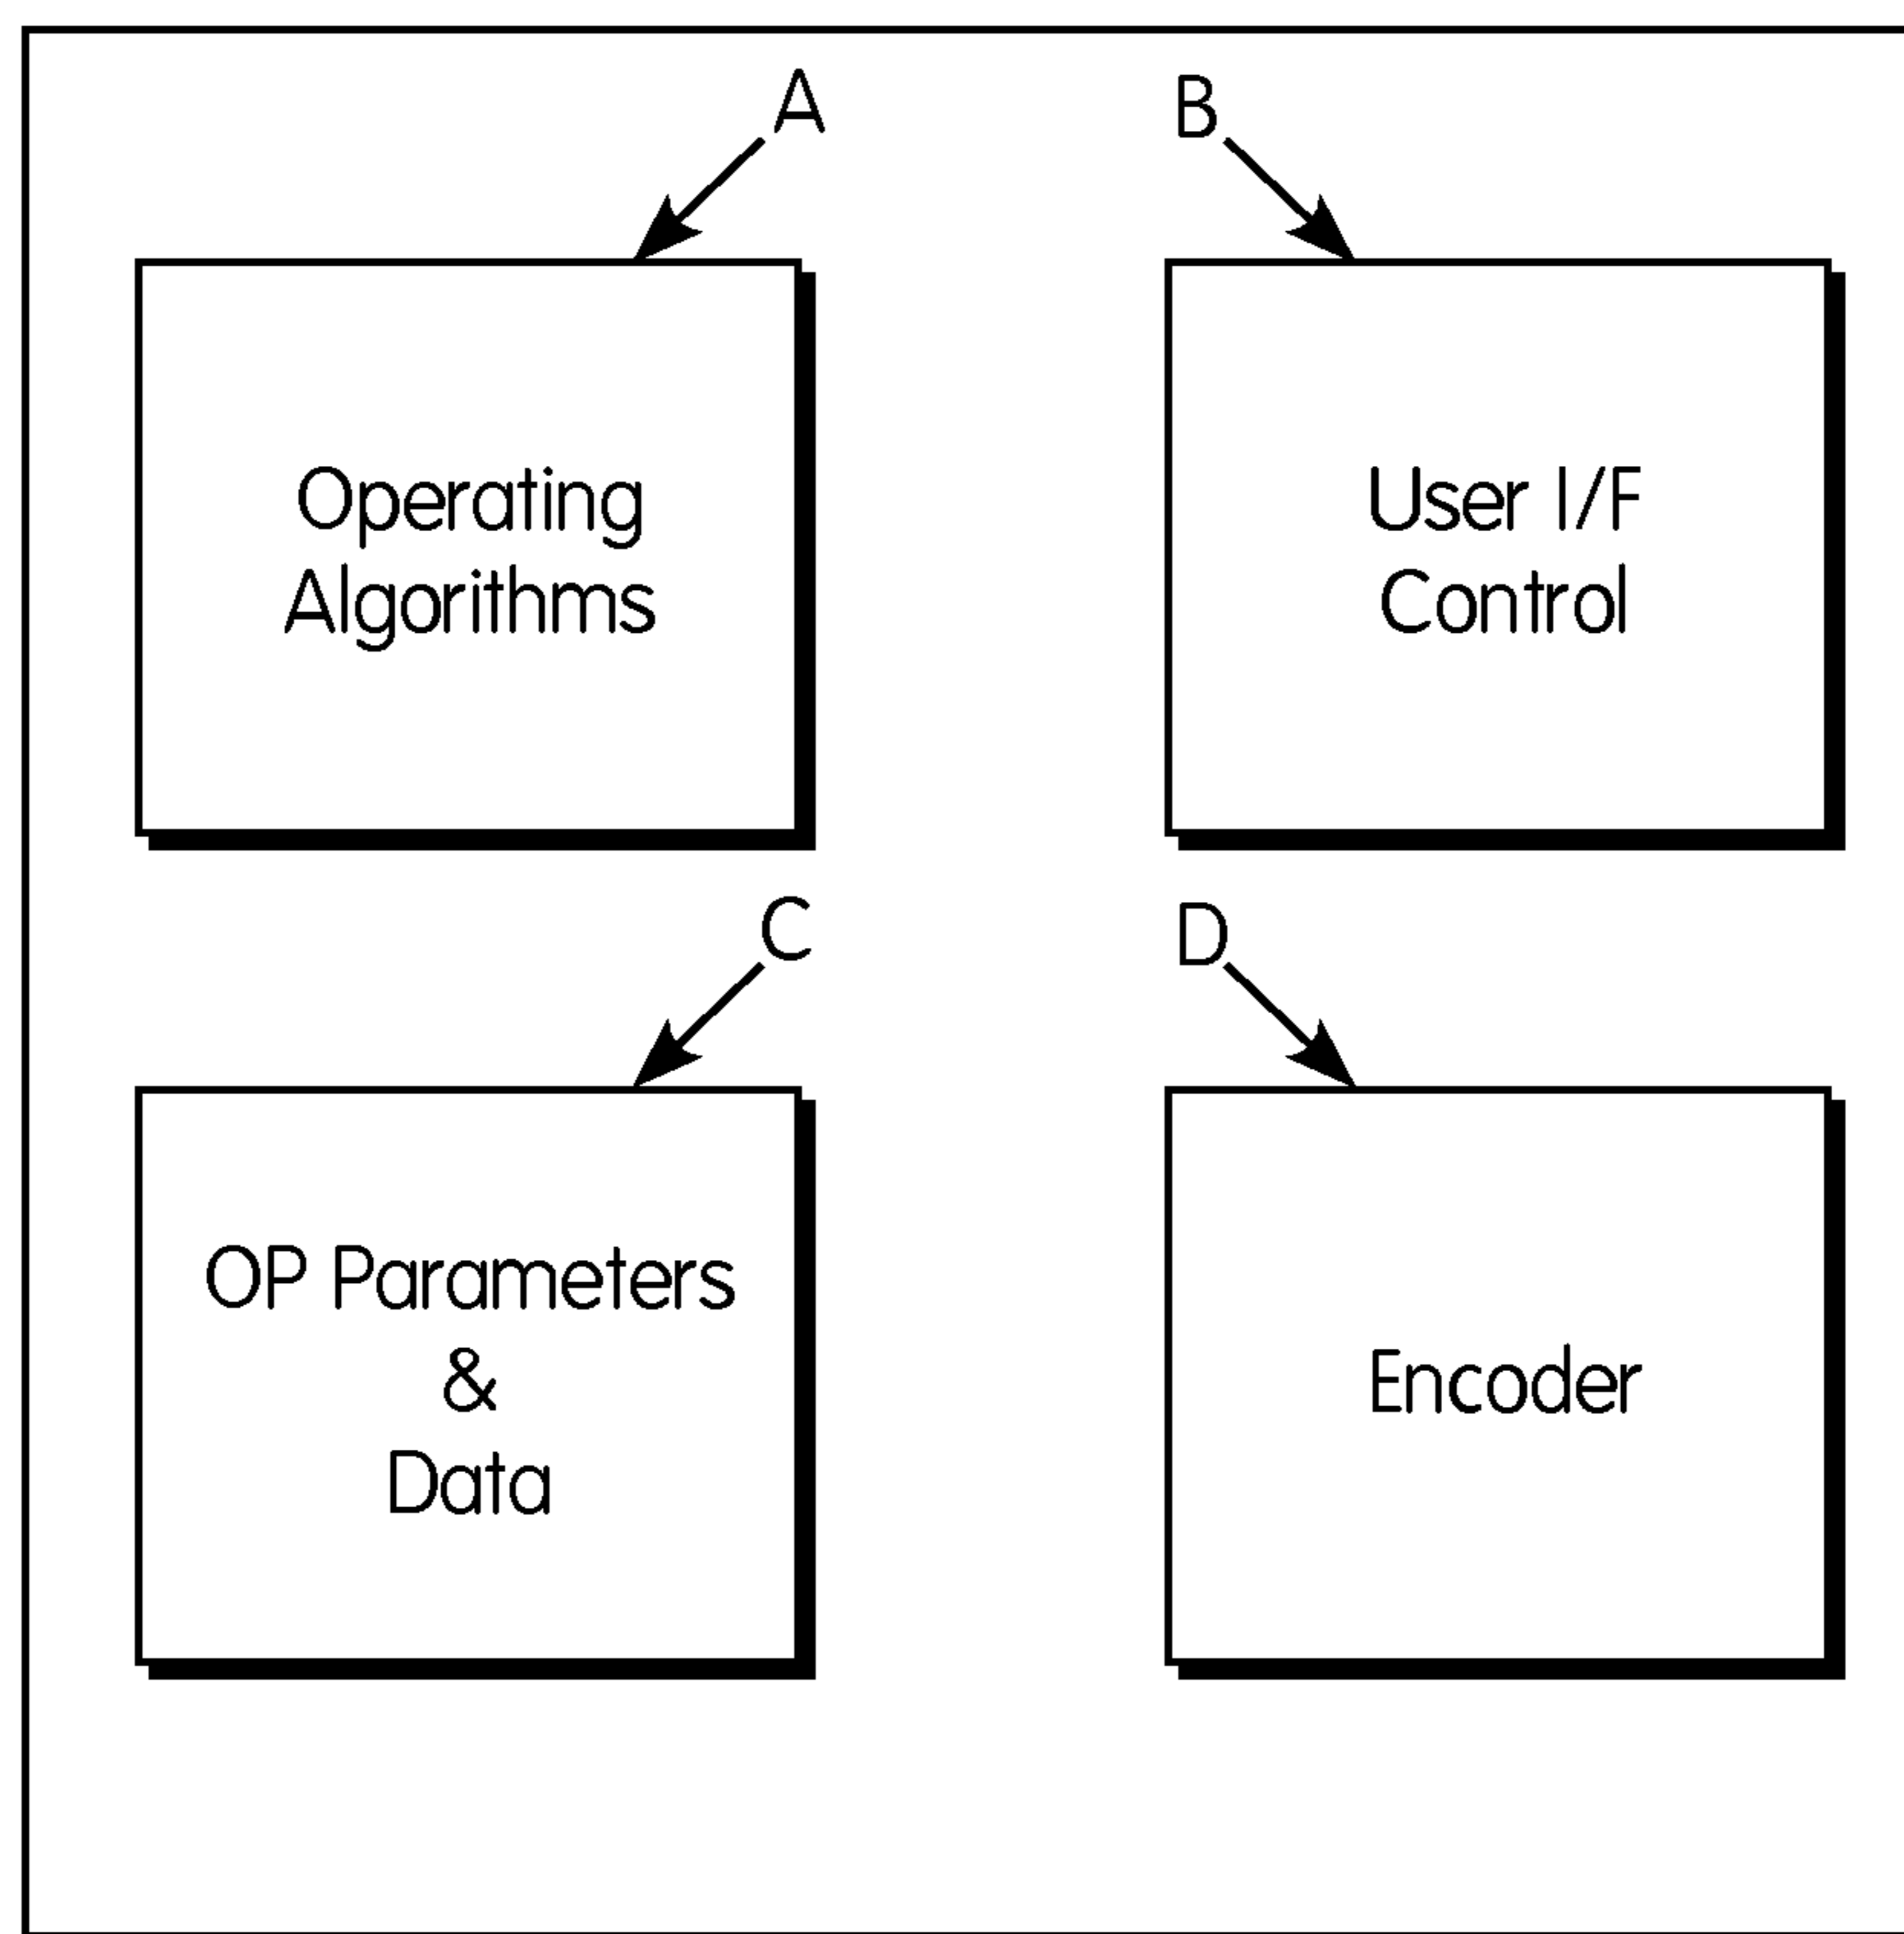 A
B
Operating
Algorithms
User I/F
Control
C
D
OP Parameters
&
Data
Encoder